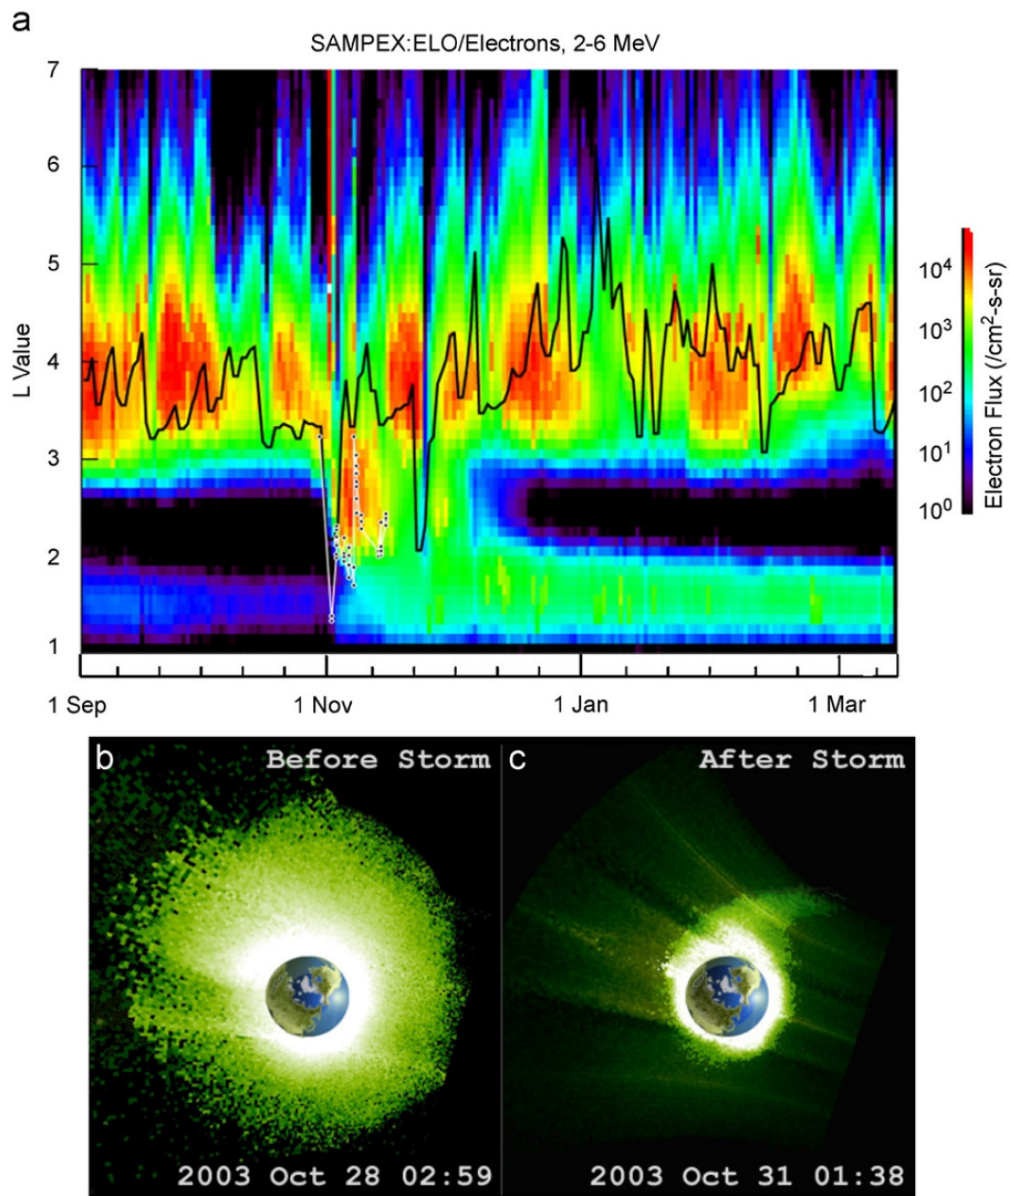 a
SAMPEX:ELO/Electrons, 2-6 MeV
7
6
5
4
3
2
1
L Value
1 Sep
1 Nov
1 Jan
1 Mar
10⁴
10³
10²
10¹
10⁰
Electron Flux (/cm²-s-sr)
b
Before Storm
2003 Oct 28 02:59
c
After Storm
2003 Oct 31 01:38